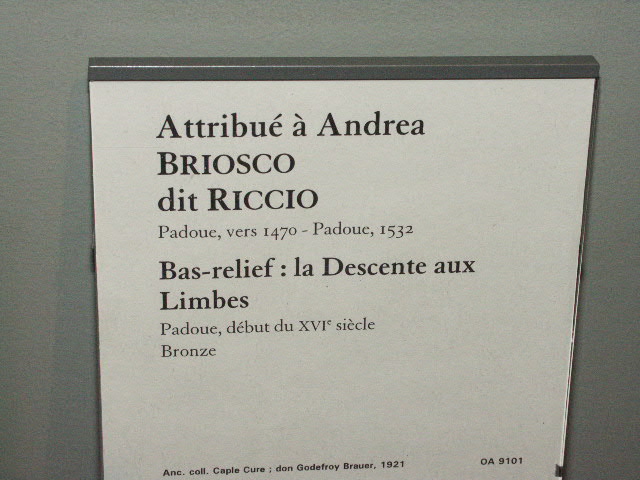 Attribué à Andrea
BRIOSCO
dit RICCIO
Padoue, vers 1470 - Padoue, 1532
Bas-relief : la Descente aux
Limbes
Padoue, début du XVIe siècle
Bronze
Anc. coll. Caple Cure ; don Godefroy Brauer, 1921 OA 9101